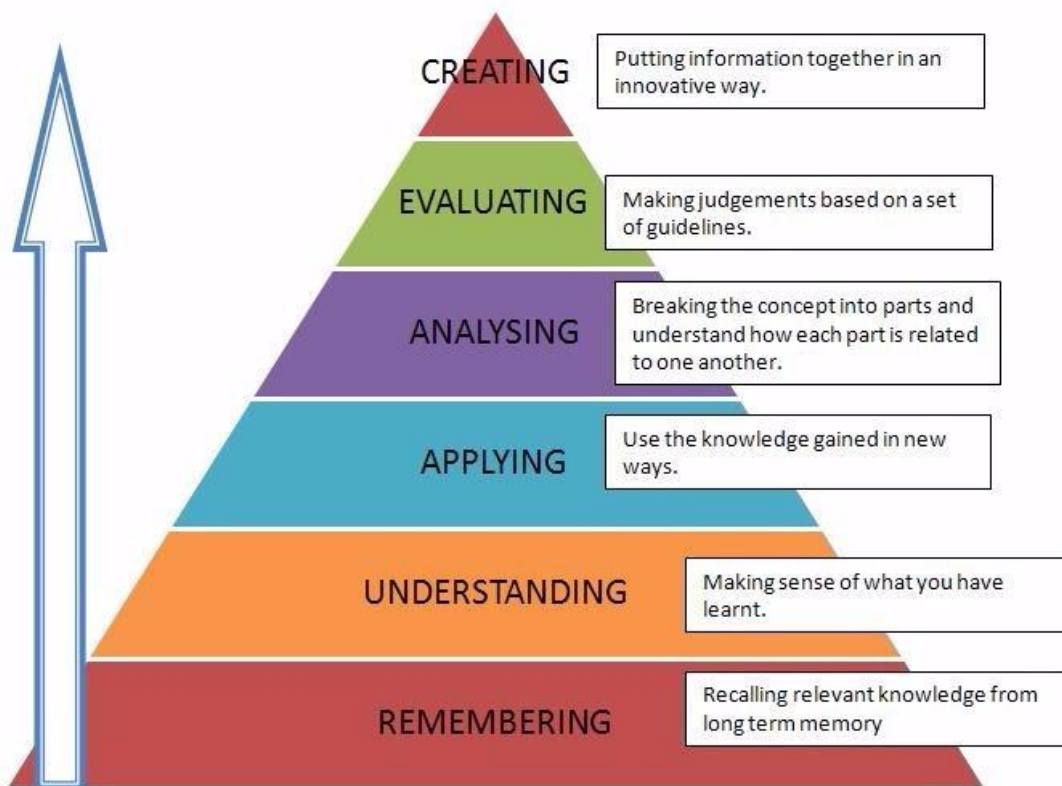 CREATING
Putting information together in an
innovative way.
EVALUATING
Making judgements based on a set
of guidelines.
ANALYSING
Breaking the concept into parts and
understand how each part is related
to one another.
APPLYING
Use the knowledge gained in new
ways.
UNDERSTANDING
Making sense of what you have
learnt.
REMEMBERING
Recalling relevant knowledge from
long term memory